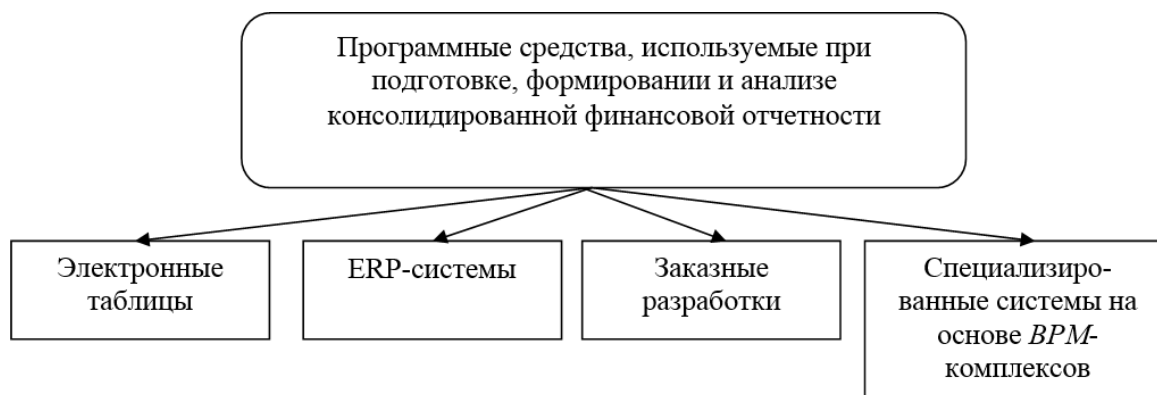 Программные средства, используемые при
подготовке, формировании и анализе
консолидированной финансовой отчетности
Электронные
таблицы
ERP-системы
Заказные
разработки
Специализиро-
ванные системы на
основе BPM-
комплексов